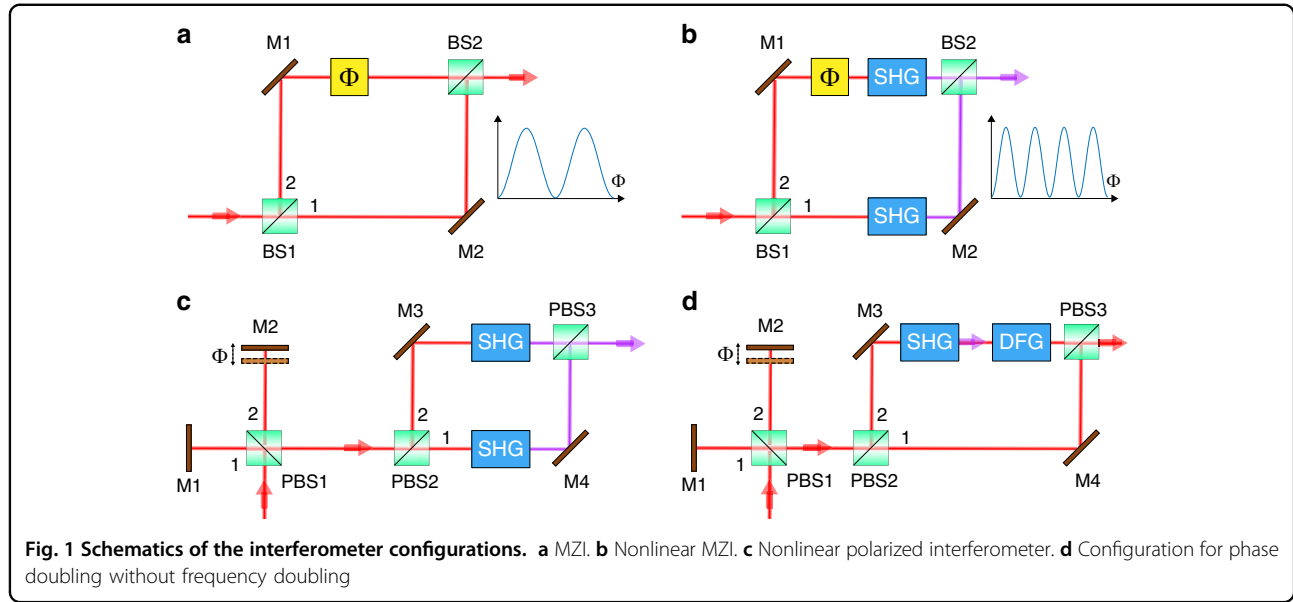 a
M1
Φ
BS2
2
1
BS1
M2
Φ
b
M1
Φ
SHG
BS2
2
1
SHG
BS1
M2
Φ
c
M2
Φ
M3
SHG
PBS3
2
1
M1
PBS1
2
1
PBS2
SHG
M4
d
M2
Φ
M3
SHG
DFG
PBS3
2
1
M1
PBS1
2
1
PBS2
M4
Fig. 1 Schematics of the interferometer configurations. a MZI. b Nonlinear MZI. c Nonlinear polarized interferometer. d Configuration for phase
doubling without frequency doubling